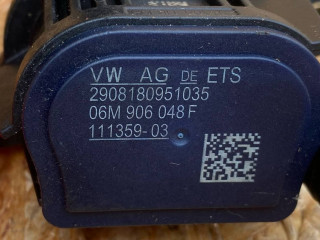 VW AG DE ETS
2908180951035
06M 906 048 F
111359-03